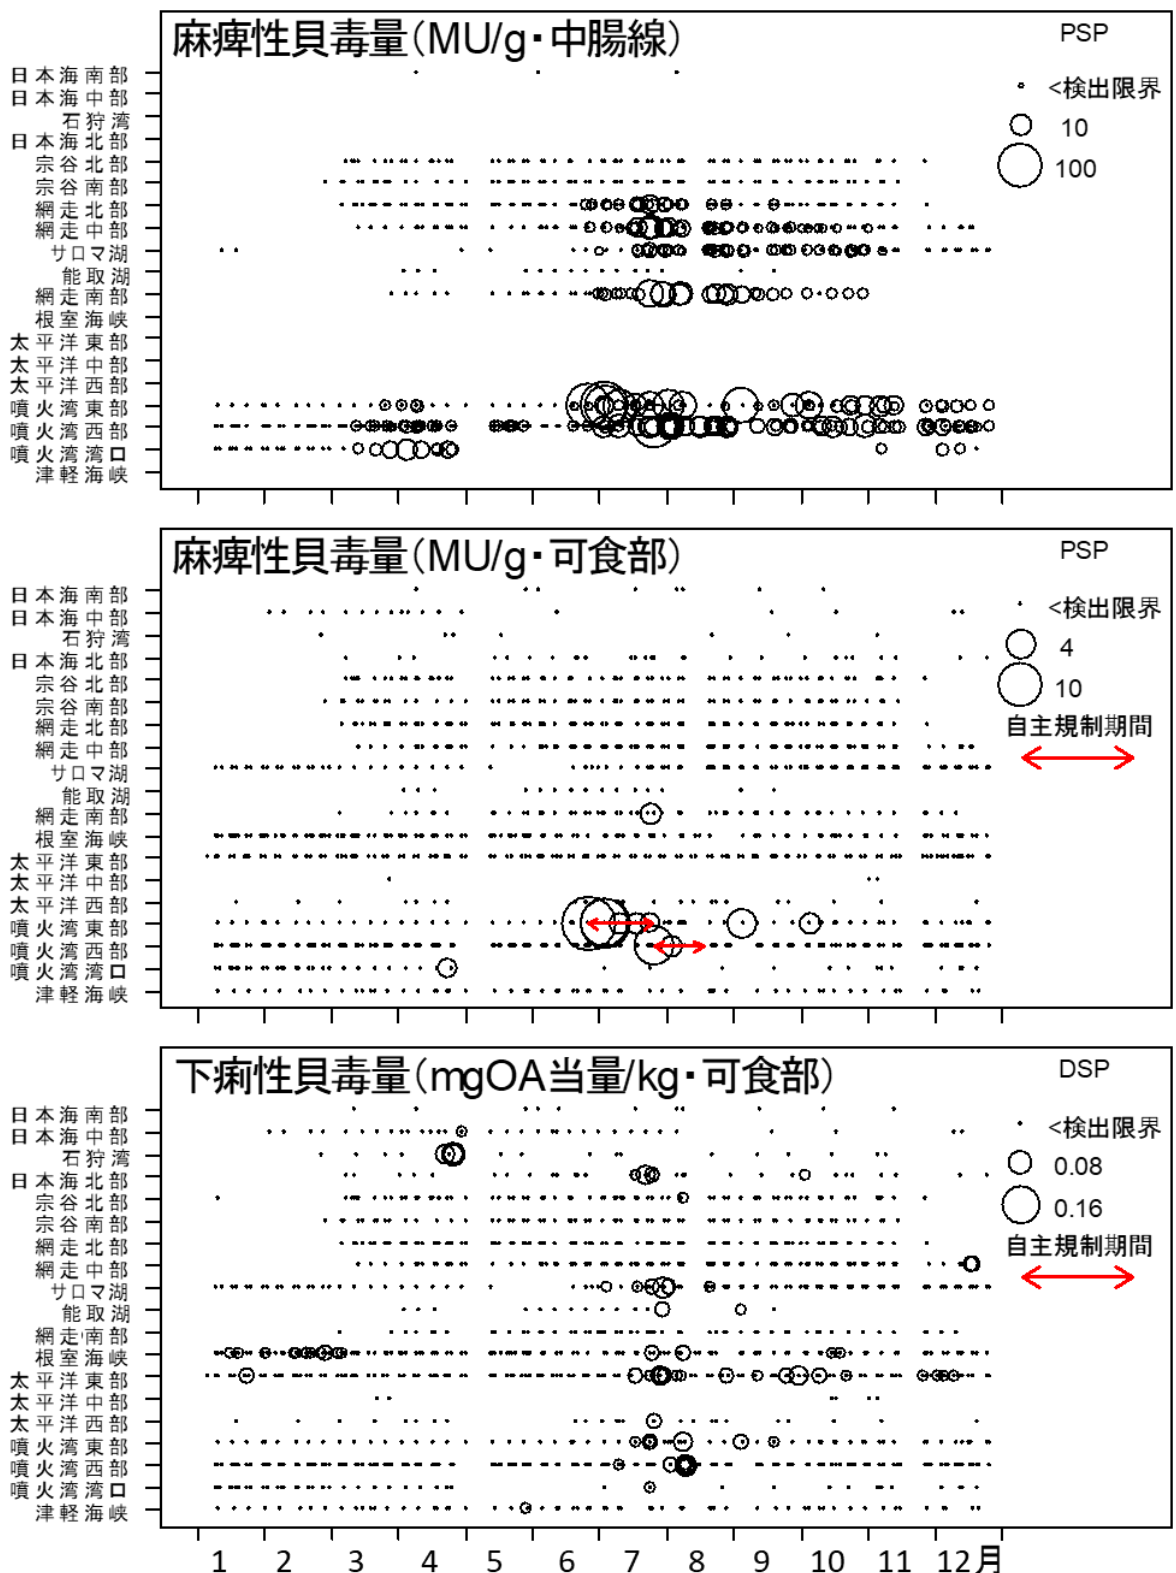 麻痺性貝毒量(MU/g・中腸線)
PSP
<検出限界
10
100
日本海南部
日本海中部
石狩湾
日本海北部
宗谷北部
宗谷南部
網走北部
網走中部
サロマ湖
能取湖
網走南部
根室海峡
太平洋東部
太平洋中部
太平洋西部
噴火湾東部
噴火湾西部
噴火湾湾口
津軽海峡
麻痺性貝毒量(MU/g・可食部)
PSP
<検出限界
4
10
自主規制期間
日本海南部
日本海中部
石狩湾
日本海北部
宗谷北部
宗谷南部
網走北部
網走中部
サロマ湖
能取湖
網走南部
根室海峡
太平洋東部
太平洋中部
太平洋西部
噴火湾東部
噴火湾西部
噴火湾湾口
津軽海峡
下痢性貝毒量(mgOA当量/kg・可食部)
DSP
<検出限界
0.08
0.16
自主規制期間
日本海南部
日本海中部
石狩湾
日本海北部
宗谷北部
宗谷南部
網走北部
網走中部
サロマ湖
能取湖
網走南部
根室海峡
太平洋東部
太平洋中部
太平洋西部
噴火湾東部
噴火湾西部
噴火湾湾口
津軽海峡
1 2 3 4 5 6 7 8 9 10 11 12月